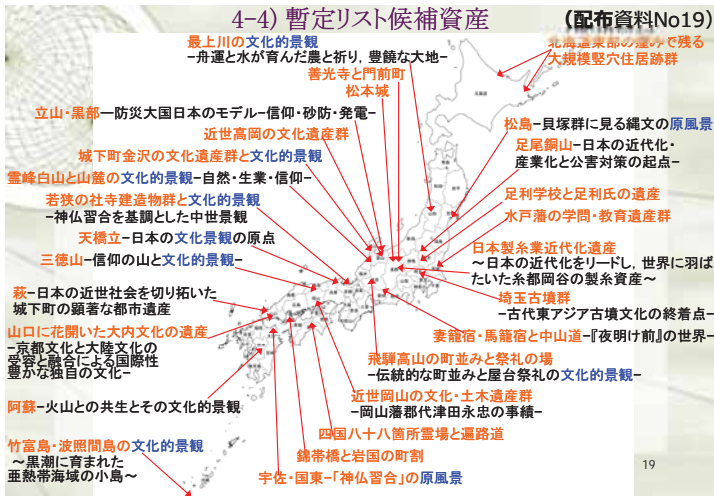 4-4) 暫定リスト候補資産
(配布資料No19)
最上川の文化的景観
-舟運と水が育んだ農と祈り, 豊饒な大地-
北海道東部の窪みで残る
大規模竪穴住居跡群
善光寺と門前町
松本城
立山・黒部―防災大国日本のモデル-信仰・砂防・発電-
近世高岡の文化遺産群
松島-貝塚群に見る縄文の原風景
足尾銅山-日本の近代化・
産業化と公害対策の起点-
城下町金沢の文化遺産群と文化的景観
霊峰白山と山麓の文化的景観-自然・生業・信仰-
若狭の社寺建造物群と文化的景観
-神仏習合を基調とした中世景観
足利学校と足利氏の遺産
水戸藩の学問・教育遺産群
天橋立-日本の文化景観の原点
三徳山-信仰の山と文化的景観-
日本製糸業近代化遺産
～日本の近代化をリードし, 世界に羽ば
たいた糸都岡谷の製糸資産～
萩-日本の近世社会を切り拓いた
城下町の顕著な都市遺産
埼玉古墳群
-古代東アジア古墳文化の終着点-
山口に花開いた大内文化の遺産
-京都文化と大陸文化の
受容と融合による国際性
豊かな独自の文化-
妻籠宿・馬籠宿と中山道-『夜明け前』の世界-
飛騨高山の町並みと祭礼の場
-伝統的な町並みと屋台祭礼の文化的景観-
阿蘇-火山との共生とその文化的景観
近世岡山の文化・土木遺産群
-岡山藩郡代津田永忠の事績-
四国八十八箇所霊場と遍路道
竹富島・波照間島の文化的景観
～黒潮に育まれた
亜熱帯海域の小島～
錦帯橋と岩国の町割
宇佐・国東-「神仏習合」の原風景
19